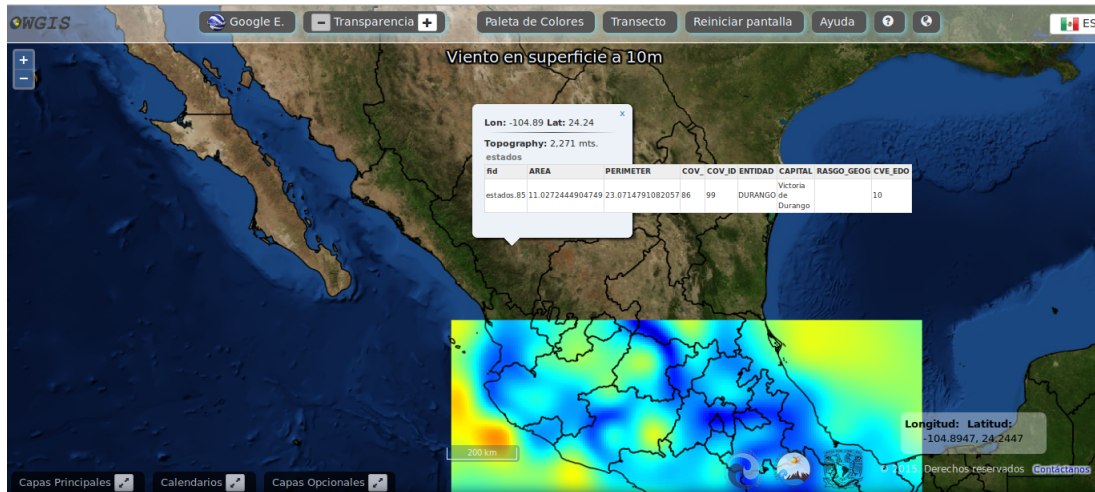 OWGIS
Google E. − Transparencia + Paleta de Colores Transecto Reiniciar pantalla Ayuda ? ES
+
−
Viento en superficie a 10m
x
Lon: -104.89 Lat: 24.24
Topography: 2,271 mts.
estados
fid AREA PERIMETER COV_ COV_ID ENTIDAD CAPITAL RASGO_GEOG CVE_EDO
estados.85 11.0272444904749 23.0714791082057 86 99 DURANGO Victoria de Durango 10
Longitud: Latitud:
-104.8947, 24.2447
200 km
© 2015. Derechos reservados Contáctanos
Capas Principales Calendarios Capas Opcionales